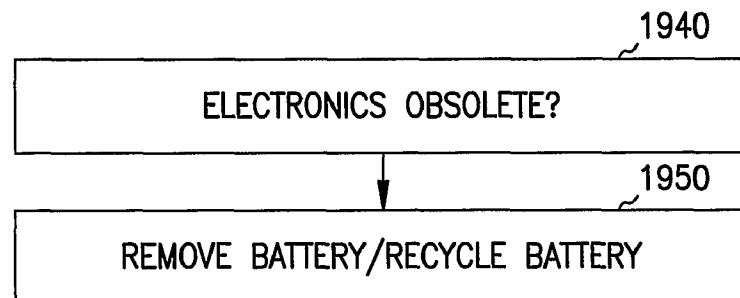 1940
ELECTRONICS OBSOLETE?
1950
REMOVE BATTERY/RECYCLE BATTERY